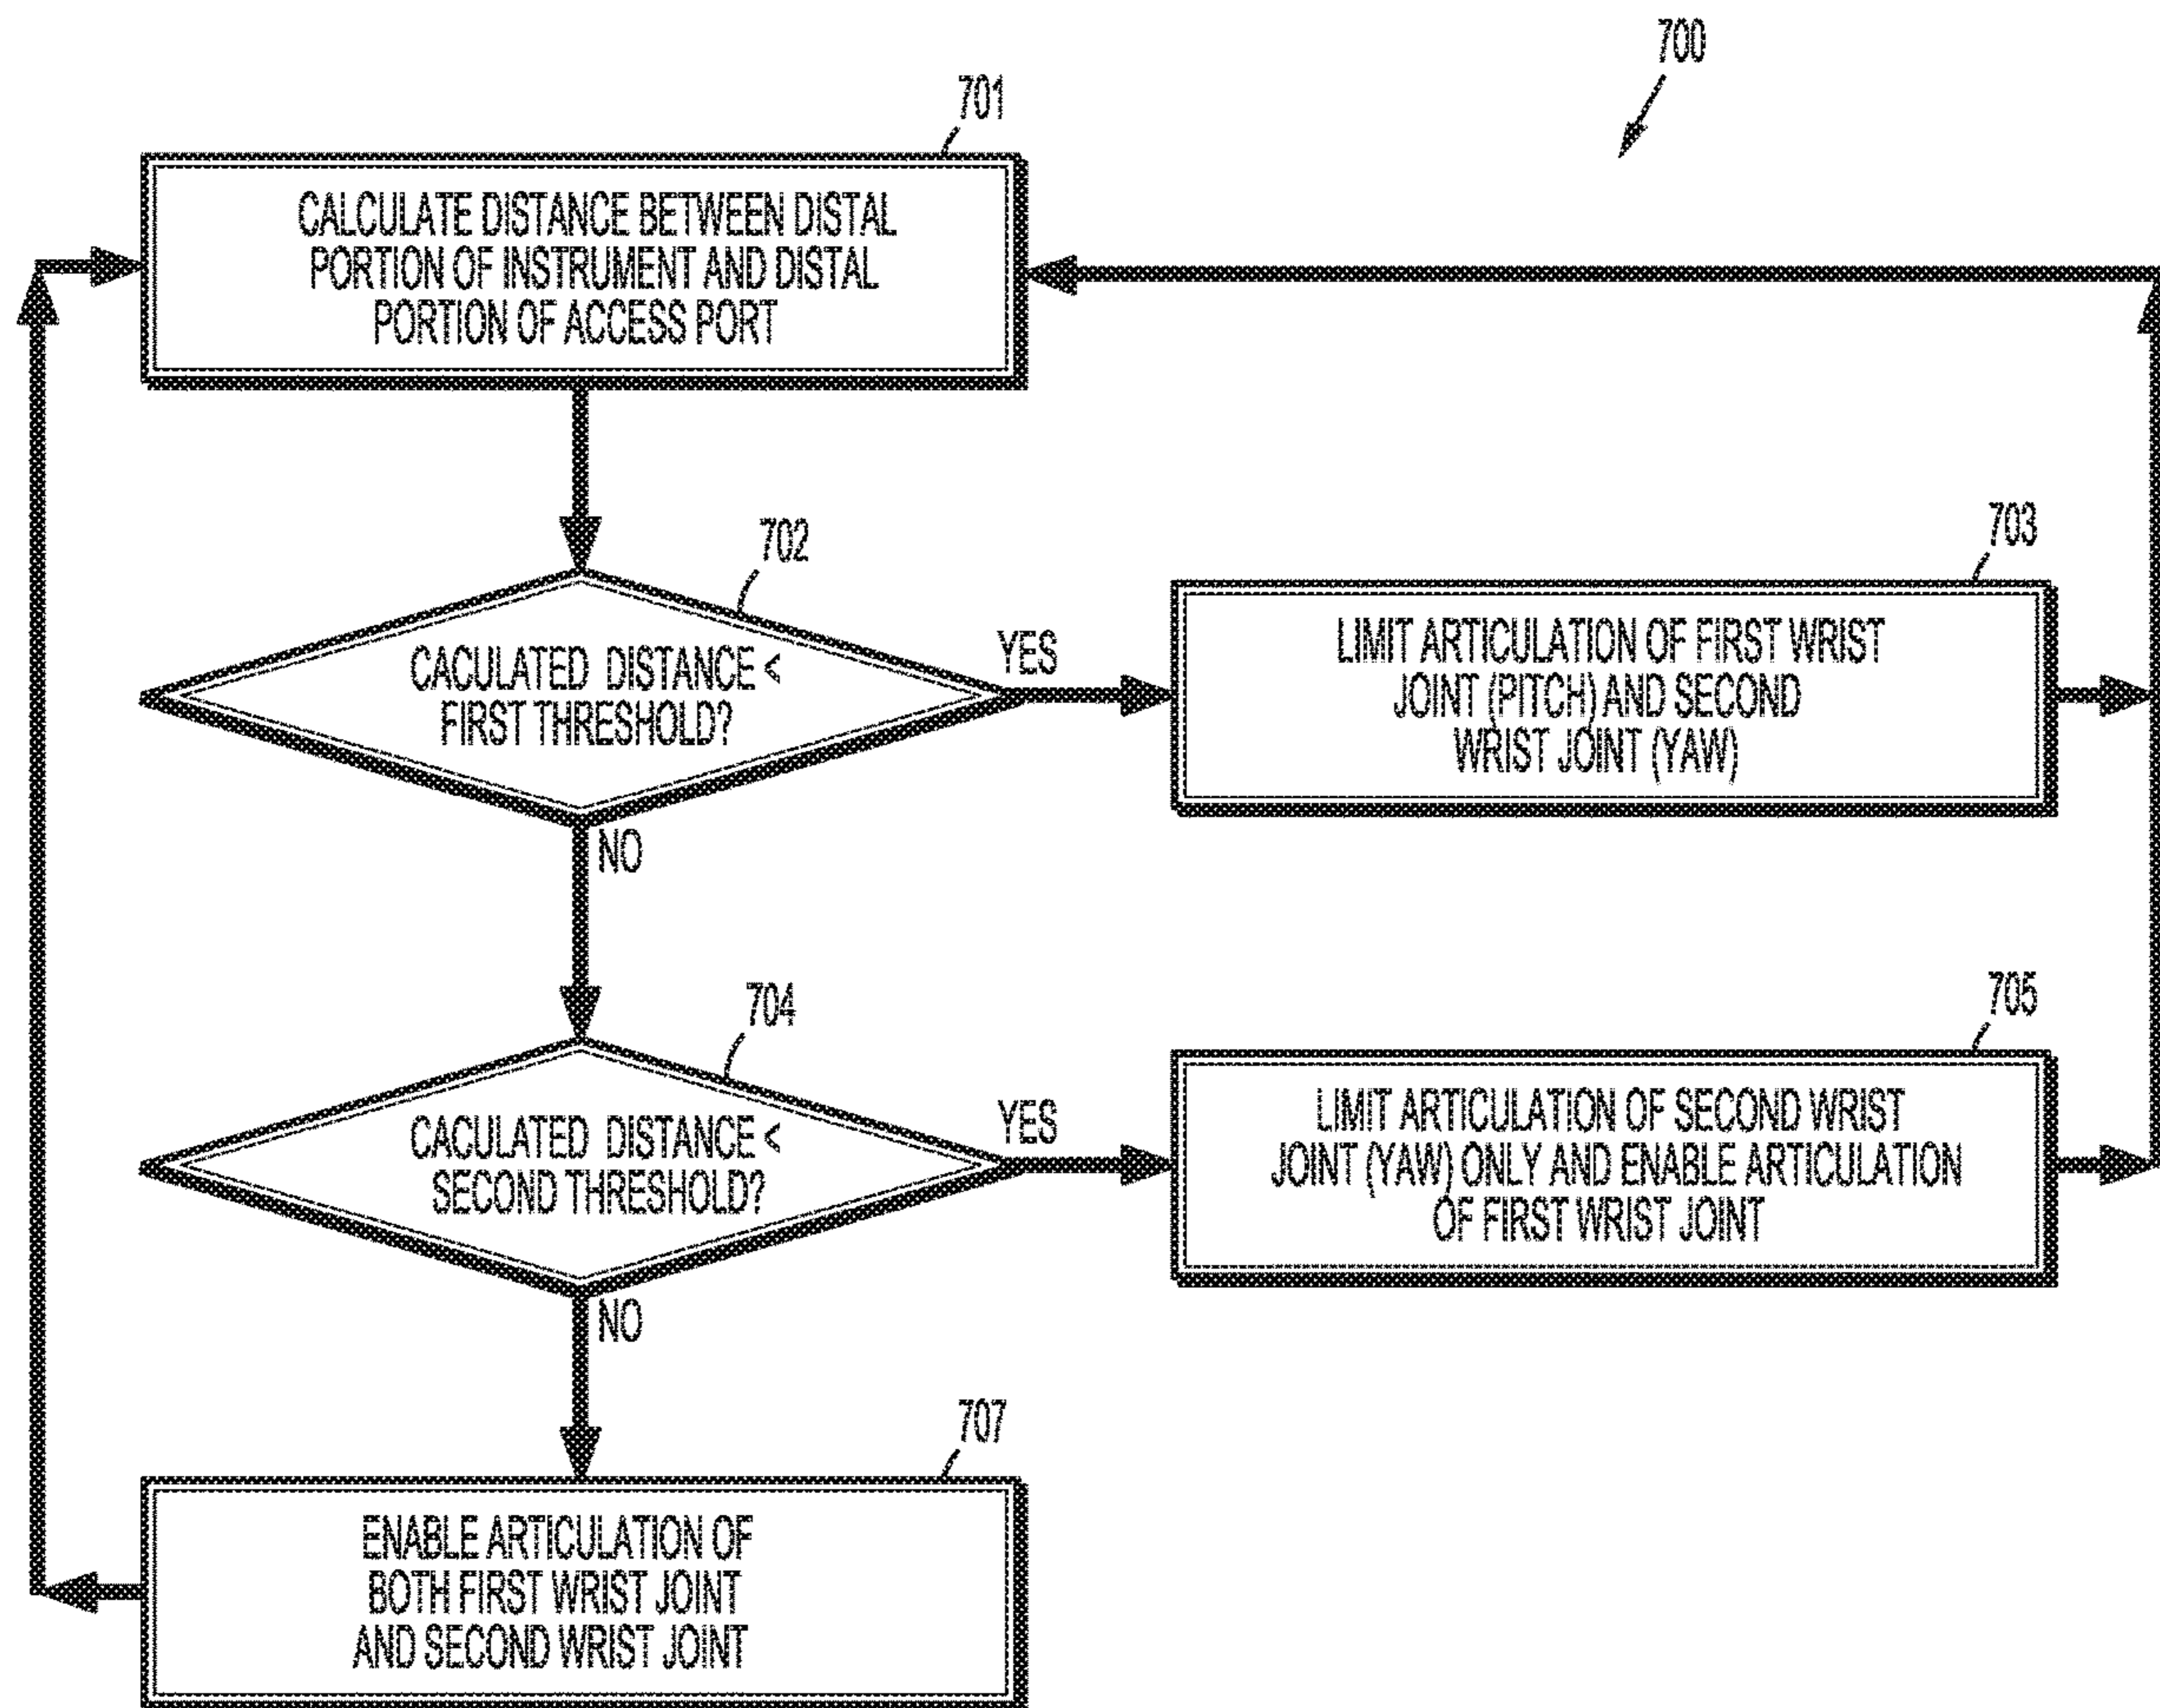 700
701
CALCULATE DISTANCE BETWEEN DISTAL
PORTION OF INSTRUMENT AND DISTAL
PORTION OF ACCESS PORT
702
CACULATED DISTANCE <
FIRST THRESHOLD?
YES
NO
703
LIMIT ARTICULATION OF FIRST WRIST
JOINT (PITCH) AND SECOND
WRIST JOINT (YAW)
704
CACULATED DISTANCE <
SECOND THRESHOLD?
YES
NO
705
LIMIT ARTICULATION OF SECOND WRIST
JOINT (YAW) ONLY AND ENABLE ARTICULATION
OF FIRST WRIST JOINT
707
ENABLE ARTICULATION OF
BOTH FIRST WRIST JOINT
AND SECOND WRIST JOINT